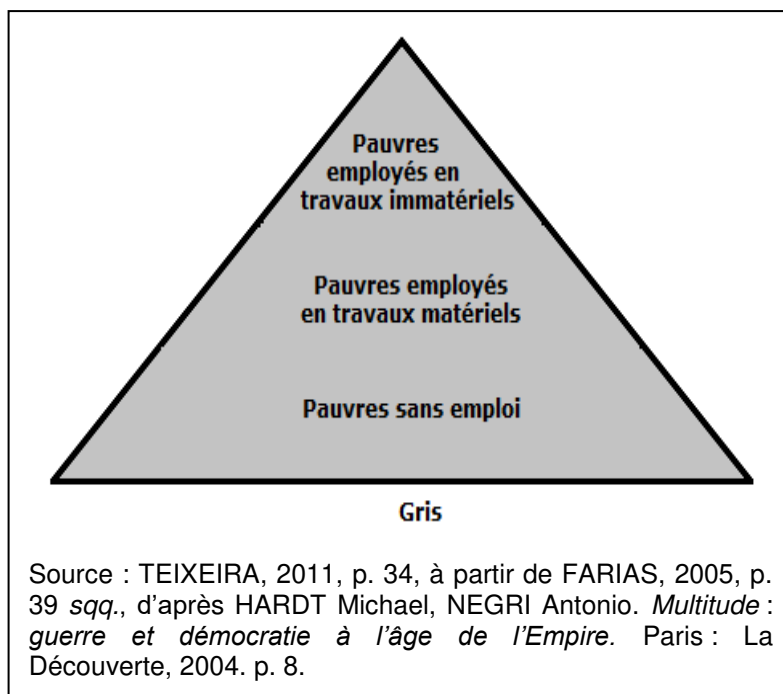 Pauvres
employés en
travaux immatériels
Pauvres employés
en travaux matériels
Pauvres sans emploi
Gris
Source : TEIXEIRA, 2011, p. 34, à partir de FARIAS, 2005, p.
39 sqq., d’après HARDT Michael, NEGRI Antonio. Multitude :
guerre et démocratie à l’âge de l’Empire. Paris : La
Découverte, 2004. p. 8.